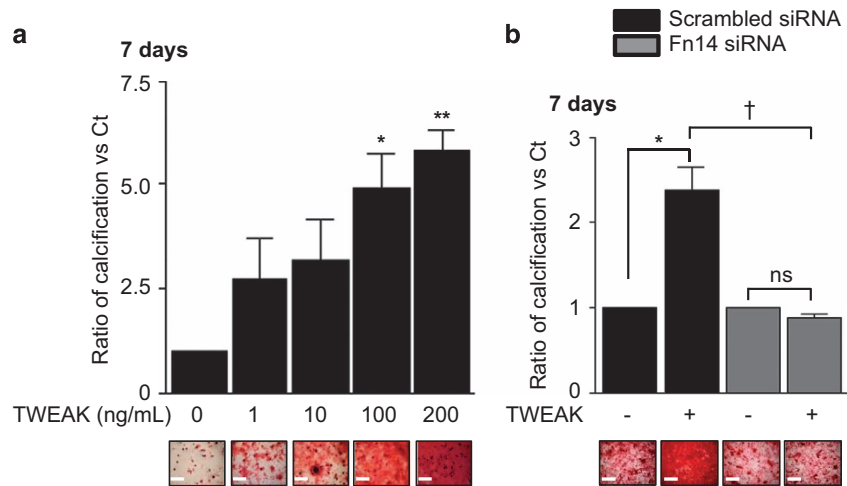 a
7 days
Ratio of calcification vs Ct
7.5
5.0
2.5
0
* **
TWEAK (ng/mL) 0 1 10 100 200
b
Scrambled siRNA
Fn14 siRNA
7 days
Ratio of calcification vs Ct
3
2
1
0
* †
ns
TWEAK - + - +